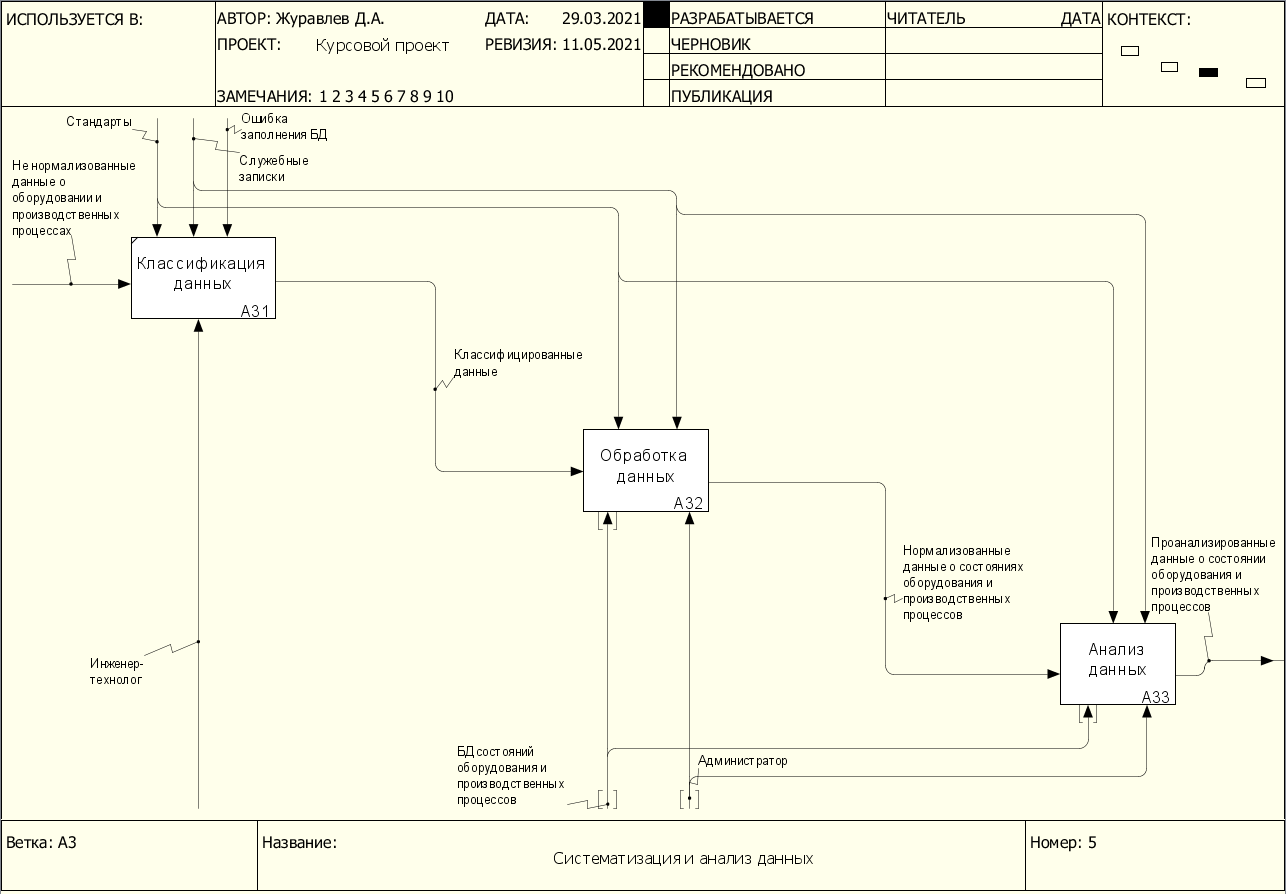 ИСПОЛЬЗУЕТСЯ В:
АВТОР: Журавлев Д.А.
ДАТА: 29.03.2021
ПРОЕКТ: Курсовой проект
РЕВИЗИЯ: 11.05.2021
ЗАМЕЧАНИЯ: 1 2 3 4 5 6 7 8 9 10
РАЗРАБАТЫВАЕТСЯ
ЧЕРНОВИК
РЕКОМЕНДОВАНО
ПУБЛИКАЦИЯ
ЧИТАТЕЛЬ
ДАТА
КОНТЕКСТ:
Стандарты
Ошибка
заполнения БД
Служебные
записки
Не нормализованные
данные о
оборудовании и
производственных
процессах
Классификация
данных
А31
Классифицированные
данные
Обработка
данных
А32
Нормализованные
данные о состояниях
оборудования и
производственных
процессов
Проанализированные
данные о состоянии
оборудования и
производственных
процессов
Анализ
данных
А33
Инженер-
технолог
БД состояний
оборудования и
производственных
процессов
Администратор
Ветка: А3
Название:
Систематизация и анализ данных
Номер: 5